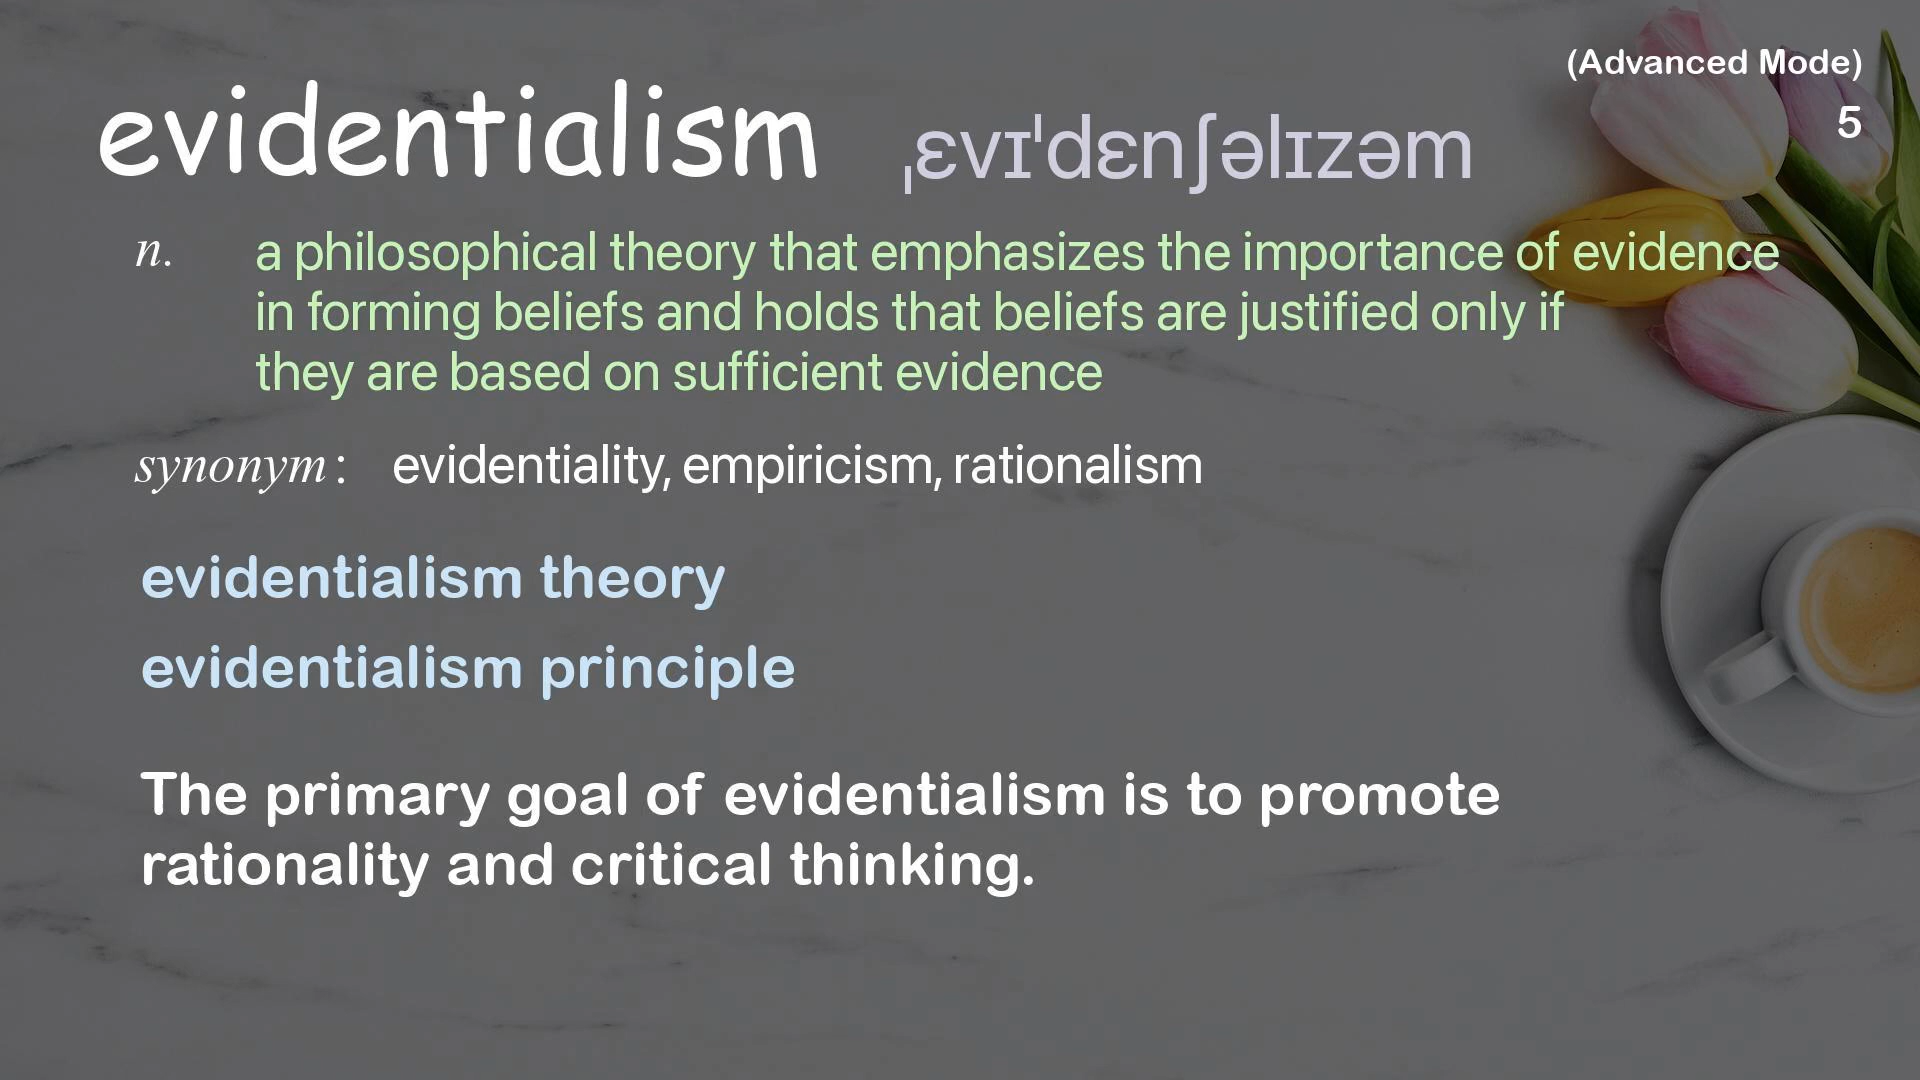 (Advanced Mode)
5
evidentialism ˌɛvɪˈdɛnʃəlɪzəm
n. a philosophical theory that emphasizes the importance of evidence
in forming beliefs and holds that beliefs are justified only if
they are based on sufficient evidence
synonym: evidentiality, empiricism, rationalism
evidentialism theory
evidentialism principle
The primary goal of evidentialism is to promote
rationality and critical thinking.